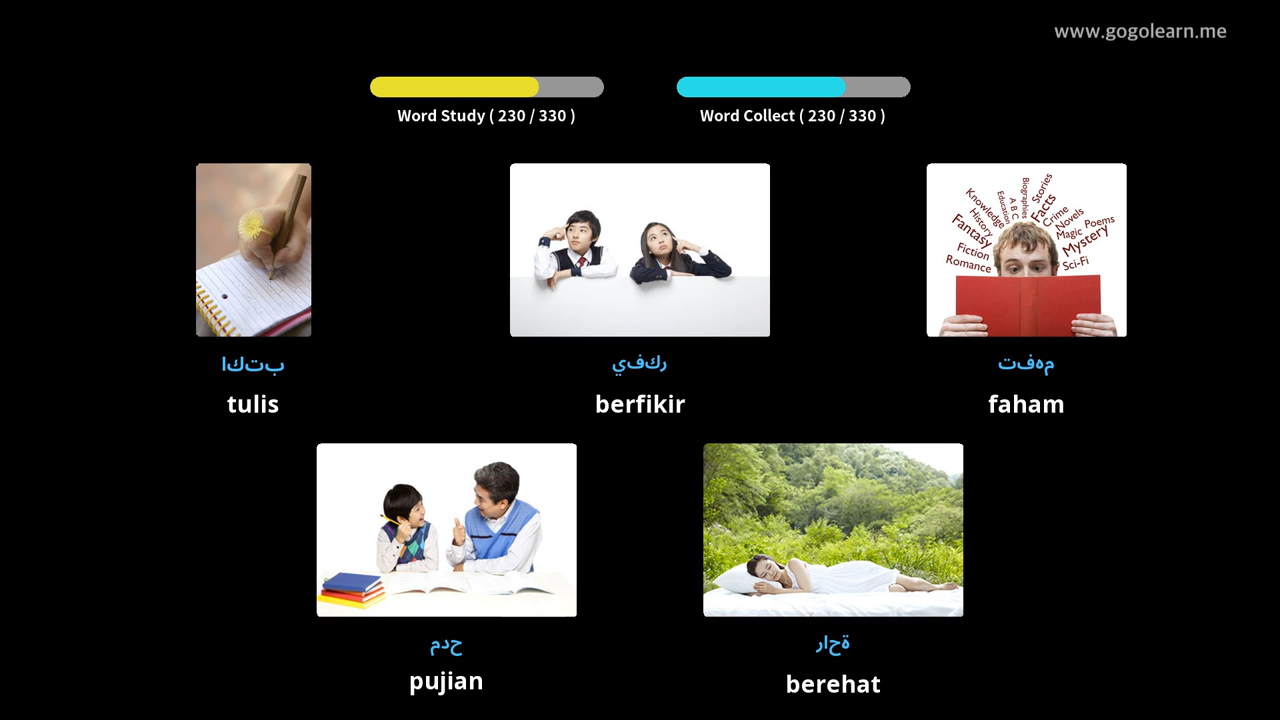 www.gogolearn.me
Word Study ( 230 / 330 )
Word Collect ( 230 / 330 )
Knowledge
History
Fantasy
Fiction
Romance
Education
A B C
Biographies
Stories
Facts
Crime
Novels
Magic
Poems
Mystery
Sci-Fi
بتكا
ركفي
مهفت
tulis
berfikir
faham
حدم
ةحار
pujian
berehat